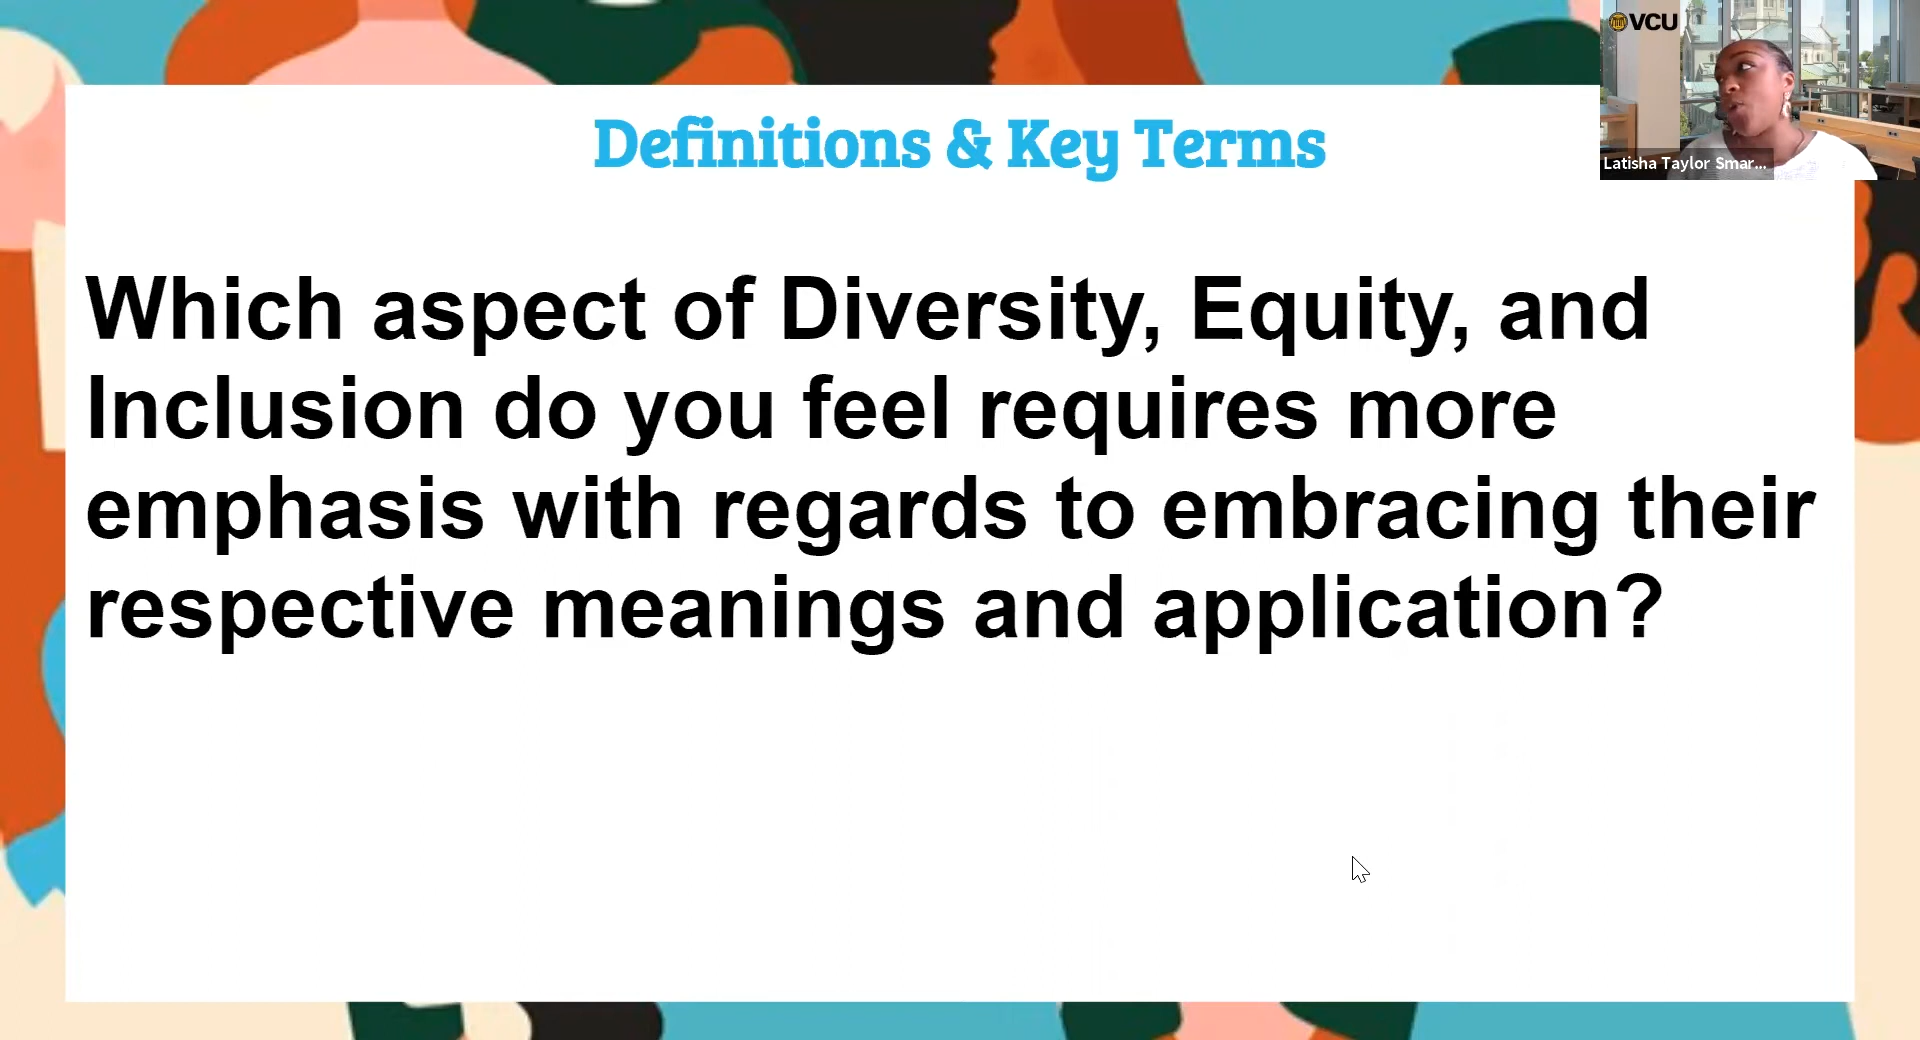 VCU
Latisha Taylor Smar...
Definitions & Key Terms
Which aspect of Diversity, Equity, and
Inclusion do you feel requires more
emphasis with regards to embracing their
respective meanings and application?